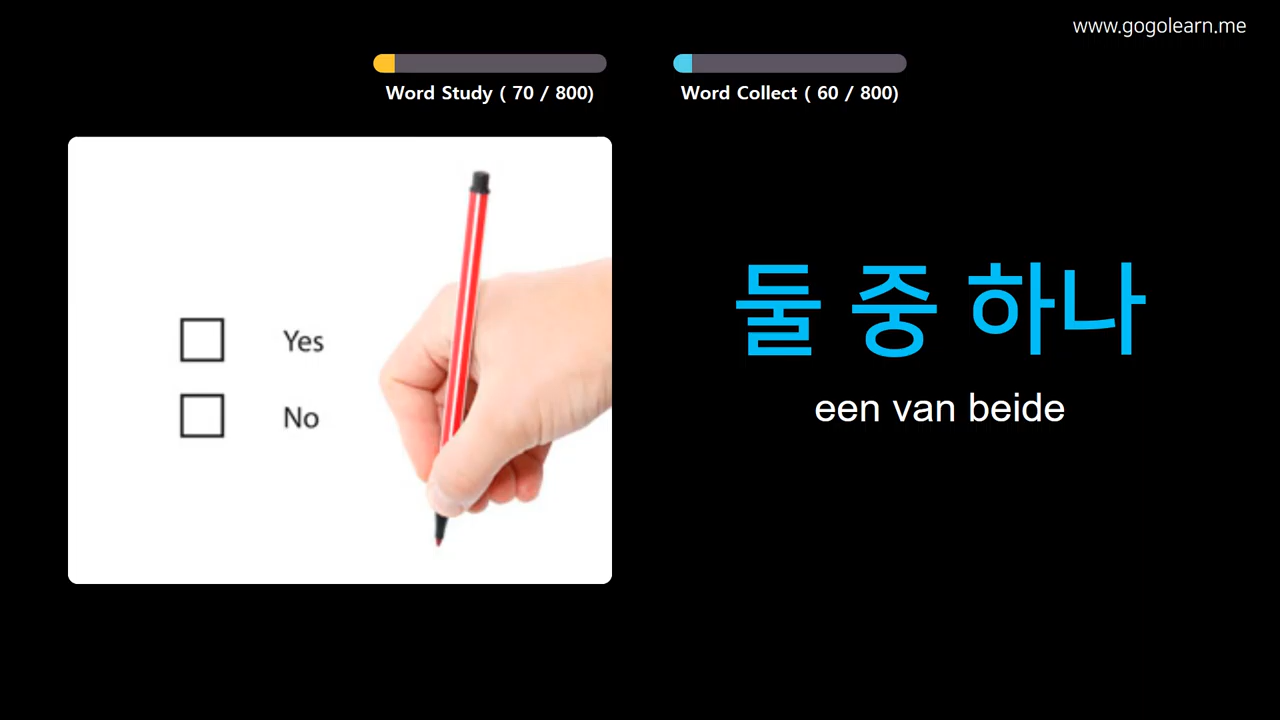 www.gogolearn.me
Word Study ( 70 / 800)
Word Collect ( 60 / 800)
Yes
No
둘 중 하나
een van beide